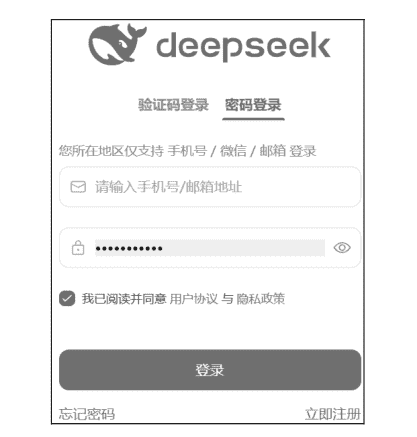 deepseek
验证码登录 密码登录
您所在地区仅支持 手机号 / 微信 / 邮箱 登录
请输入手机号/邮箱地址
•••••••••••
我已阅读并同意 用户协议 与 隐私政策
登录
忘记密码 立即注册